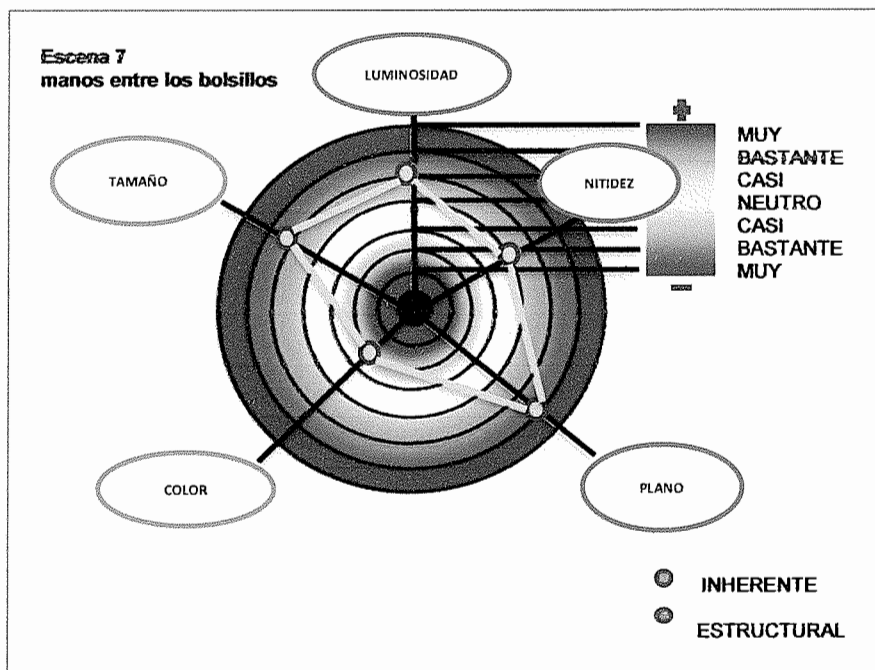 Escena 7
manos entre los bolsillos
LUMINOSIDAD
TAMAÑO
NITIDEZ
COLOR
PLANO
+
MUY
BASTANTE
CASI
NEUTRO
CASI
BASTANTE
MUY
-
INHERENTE
ESTRUCTURAL